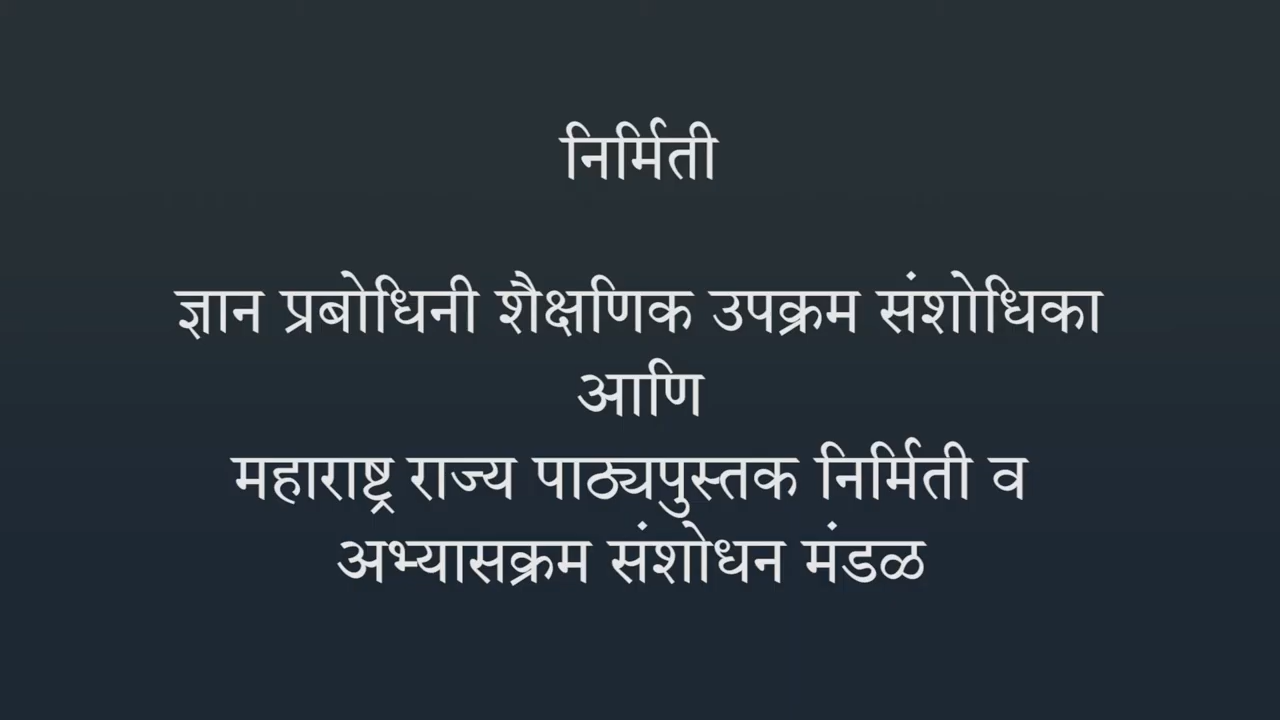 निर्मिती
ज्ञान प्रबोधिनी शैक्षणिक उपक्रम संशोधिका
आणि
महाराष्ट्र राज्य पाठ्यपुस्तक निर्मिती व
अभ्यासक्रम संशोधन मंडळ